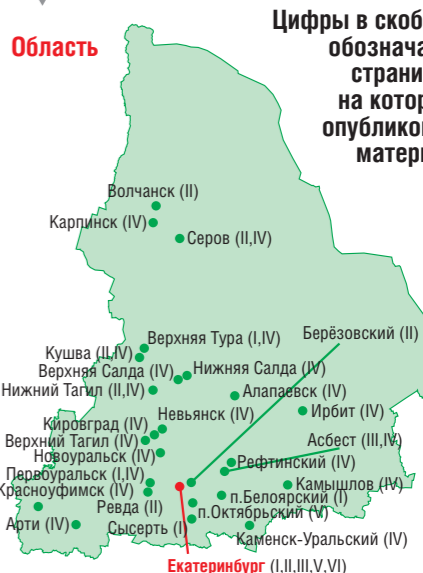 Область
Цифры в скоб
обознача
страни
на котор
опубликов
матери
Волчанск (II)
Карпинск (IV)
Серов (II,IV)
Верхняя Тура (I,IV)
Берёзовский (II)
Кушва (II,IV)
Верхняя Салда (IV)
Нижняя Салда (IV)
Нижний Тагил (II,IV)
Алапаевск (IV)
Ирбит (IV)
Невьянск (IV)
Кировград (IV)
Верхний Тагил (IV)
Асбест (III,IV)
Новоуральск (IV)
Рефтинский (IV)
Первоуральск (I,IV)
Камышлов (IV)
Красноуфимск (IV)
п.Белоярский (I)
Ревда (II)
п.Октябрьский (V)
Арти (IV)
Сысерть (I)
Каменск-Уральский (IV)
Екатеринбург (I,II,III,V,VI)